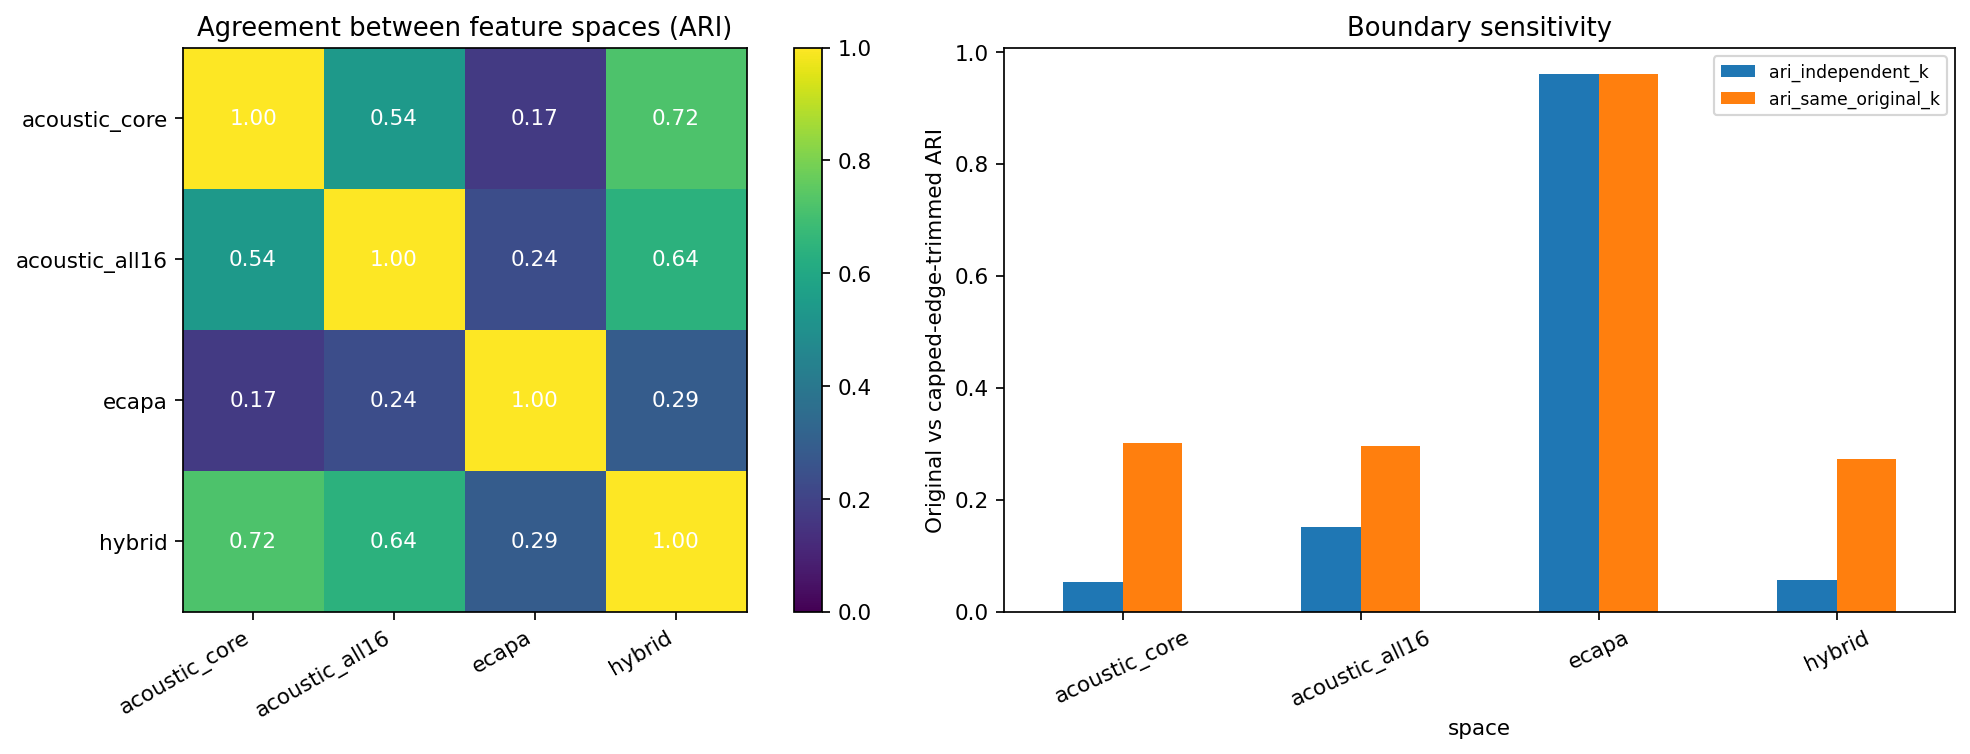 Agreement between feature spaces (ARI)
acoustic_core
acoustic_all16
ecapa
hybrid
1.00 0.54 0.17 0.72
0.54 1.00 0.24 0.64
0.17 0.24 1.00 0.29
0.72 0.64 0.29 1.00
acoustic_core
acoustic_all16
ecapa
hybrid
1.0
0.8
0.6
0.4
0.2
0.0
Boundary sensitivity
Original vs capped-edge-trimmed ARI
1.0
0.8
0.6
0.4
0.2
0.0
ari_independent_k
ari_same_original_k
acoustic_core
acoustic_all16
ecapa
hybrid
space